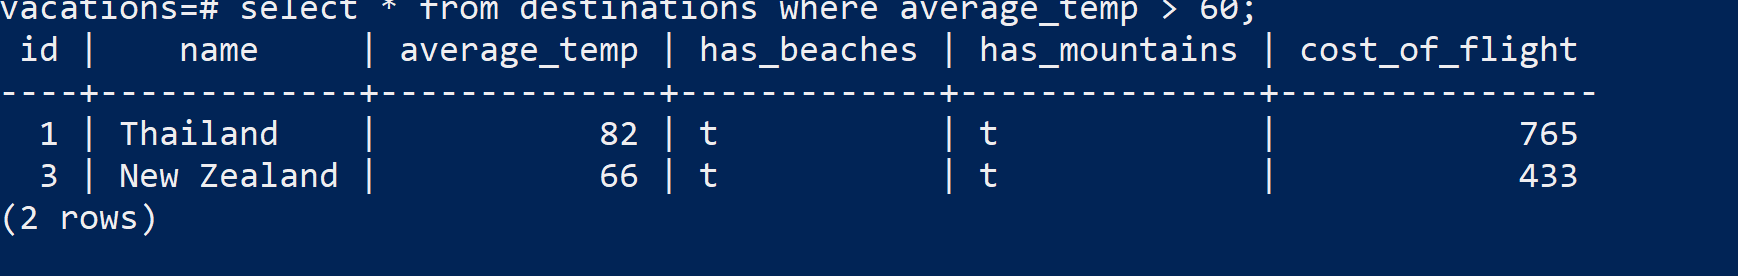 vacations=# select * from destinations where average_temp > 60;
 id |    name     | average_temp | has_beaches | has_mountains | cost_of_flight
----+-------------+--------------+-------------+---------------+----------------
  1 | Thailand    |           82 | t           | t             |            765
  3 | New Zealand |           66 | t           | t             |            433
(2 rows)